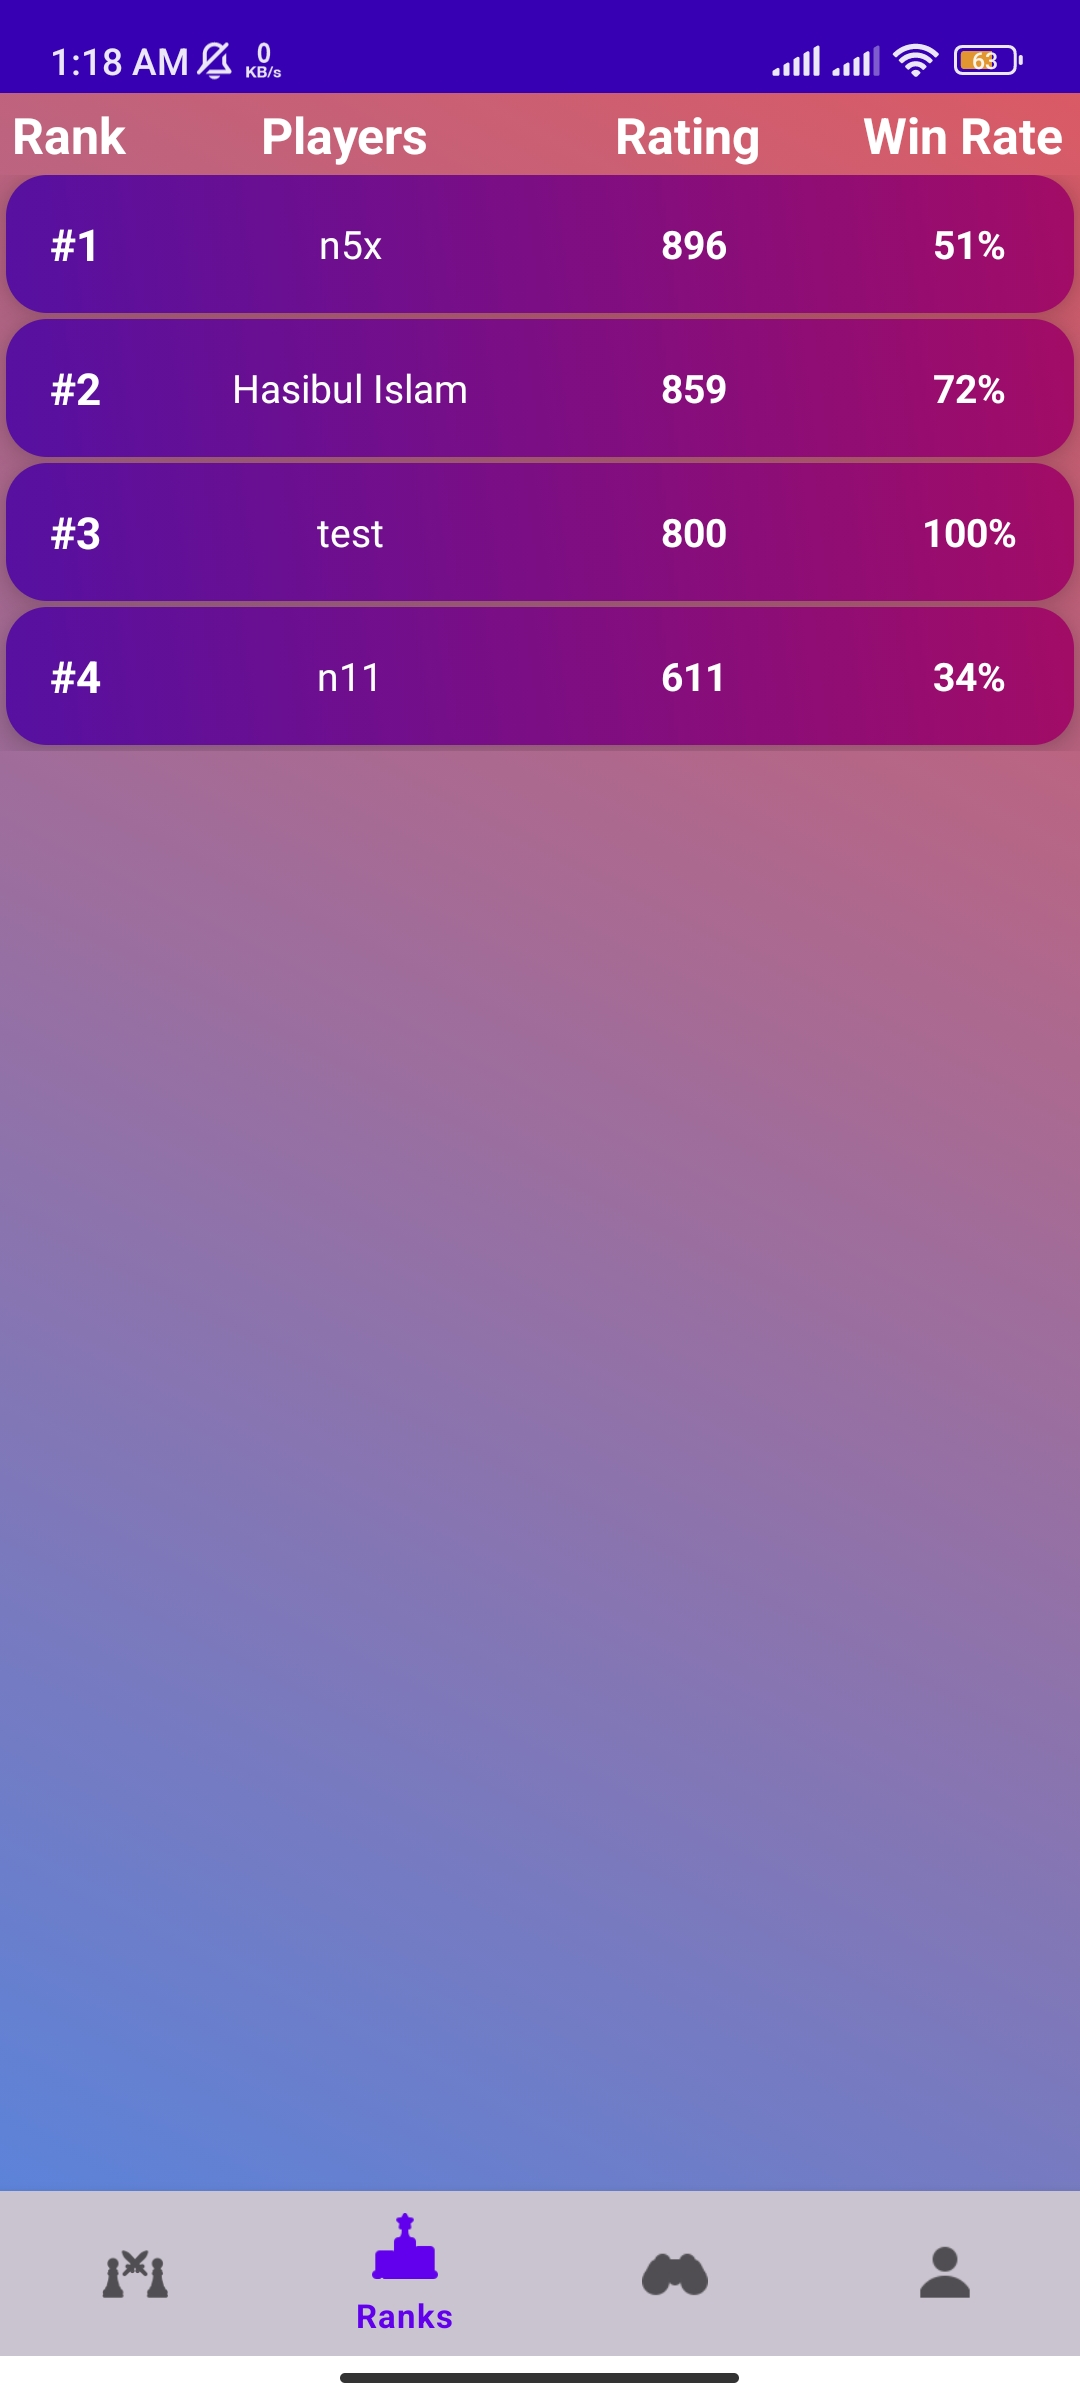 1:18 AM 0 KB/s 63
Rank Players Rating Win Rate
#1 n5x 896 51%
#2 Hasibul Islam 859 72%
#3 test 800 100%
#4 n11 611 34%
Ranks